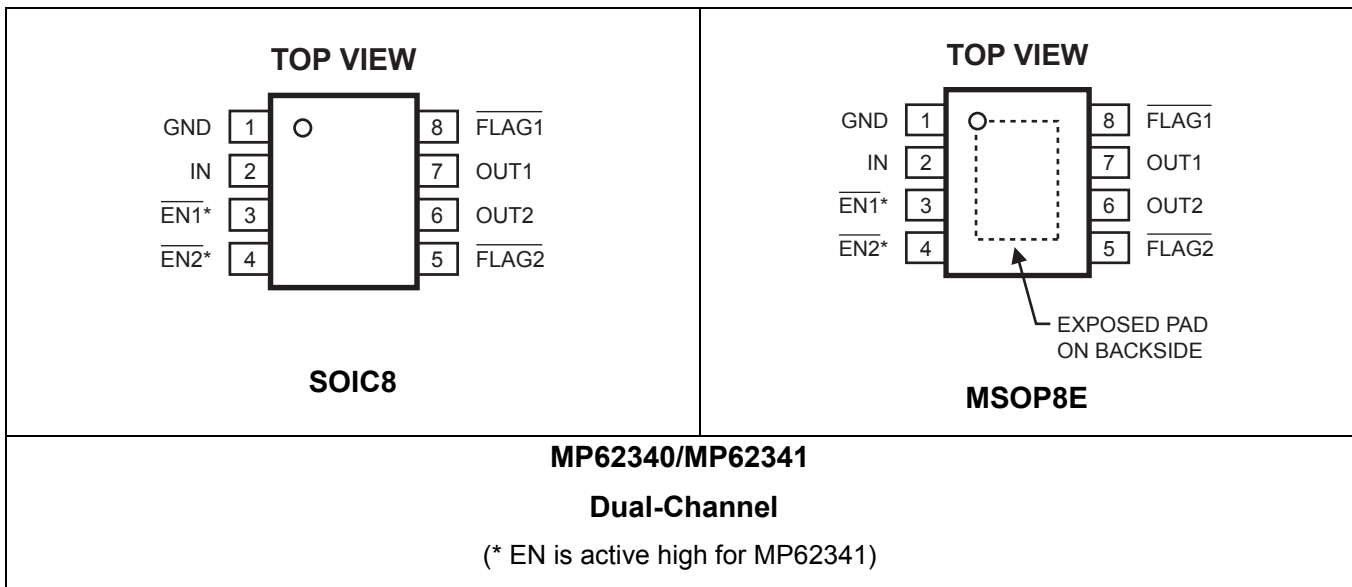 TOP VIEW
GND 1 8 FLAG1
IN 2 7 OUT1
EN1* 3 6 OUT2
EN2* 4 5 FLAG2
SOIC8
TOP VIEW
GND 1 8 FLAG1
IN 2 7 OUT1
EN1* 3 6 OUT2
EN2* 4 5 FLAG2
EXPOSED PAD
ON BACKSIDE
MSOP8E
MP62340/MP62341
Dual-Channel
(* EN is active high for MP62341)